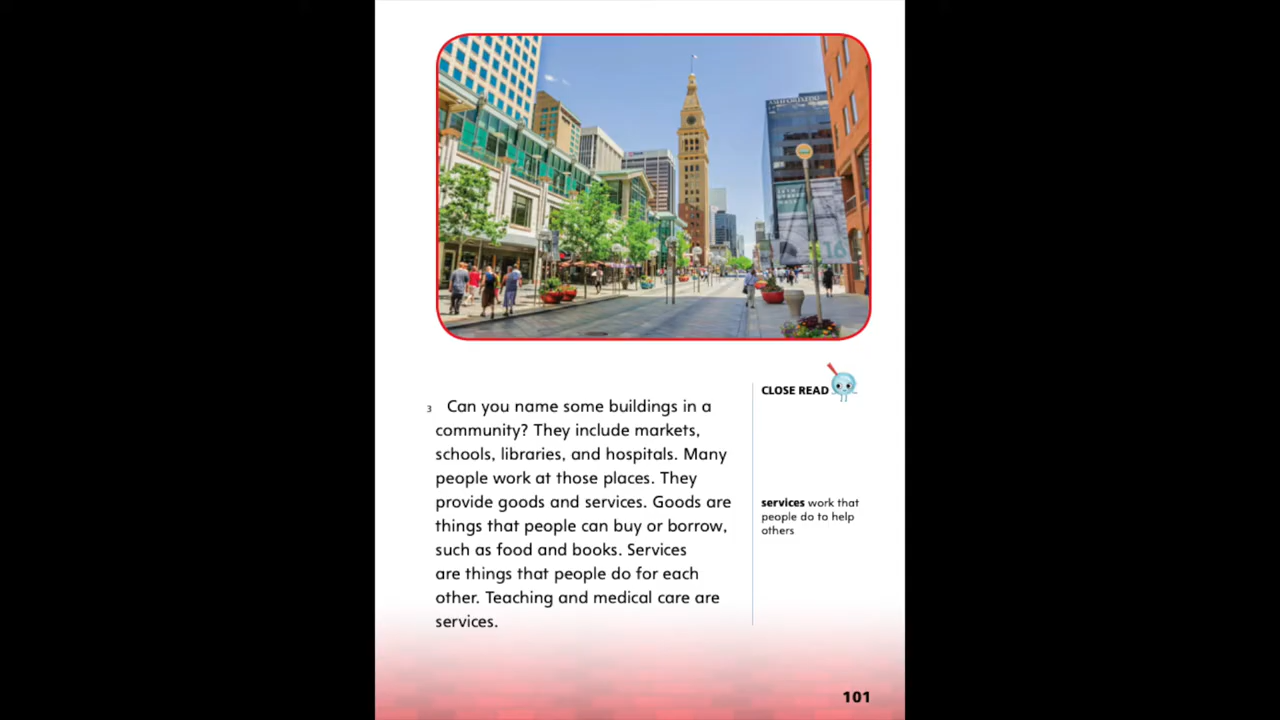 3 Can you name some buildings in a
community? They include markets,
schools, libraries, and hospitals. Many
people work at those places. They
provide goods and services. Goods are
things that people can buy or borrow,
such as food and books. Services
are things that people do for each
other. Teaching and medical care are
services.
CLOSE READ
services work that
people do to help
others
101